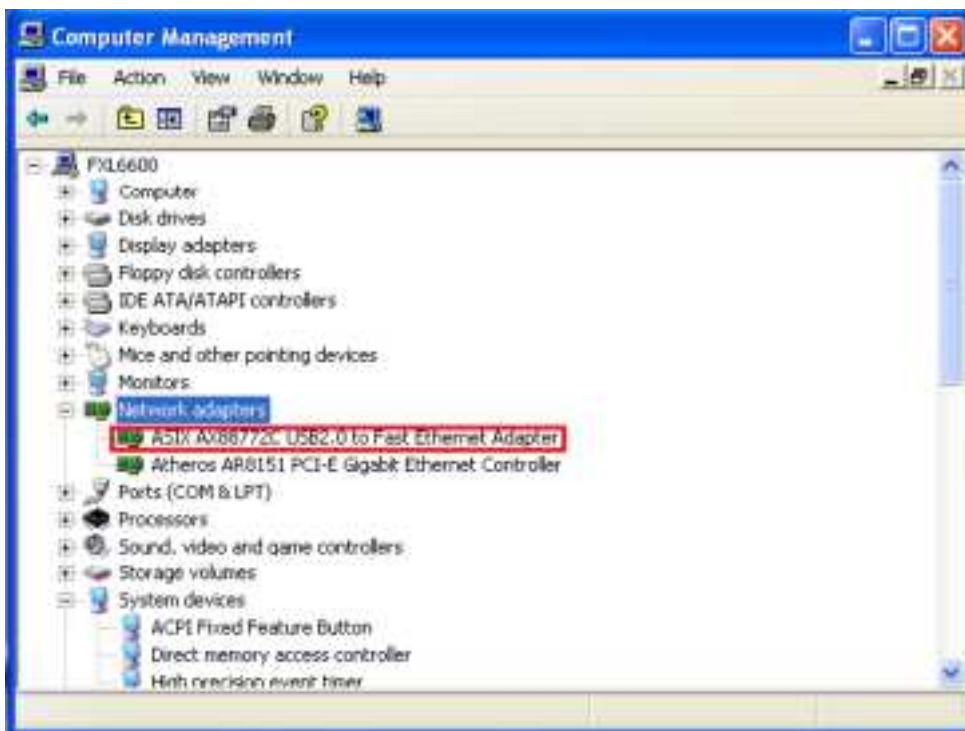 Computer Management
File Action View Window Help
FXL6600
Computer
Disk drives
Display adapters
Floppy disk controllers
IDE ATA/ATAPI controllers
Keyboards
Mice and other pointing devices
Monitors
Network adapters
ASIX AX88772C USB2.0 to Fast Ethernet Adapter
Atheros AR8151 PCI-E Gigabit Ethernet Controller
Ports (COM & LPT)
Processors
Sound, video and game controllers
Storage volumes
System devices
ACPI Fixed Feature Button
Direct memory access controller
High precision event timer